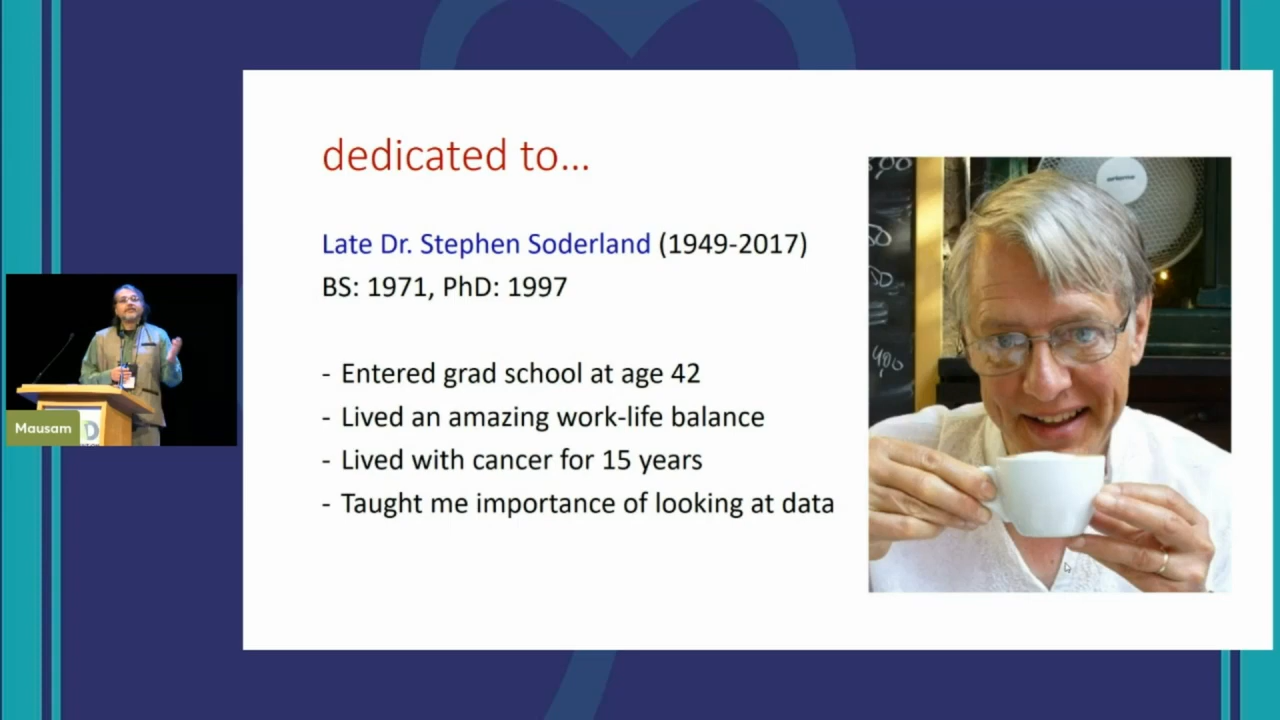 dedicated to...
Late Dr. Stephen Soderland (1949-2017)
BS: 1971, PhD: 1997
- Entered grad school at age 42
- Lived an amazing work-life balance
- Lived with cancer for 15 years
- Taught me importance of looking at data
Mausam